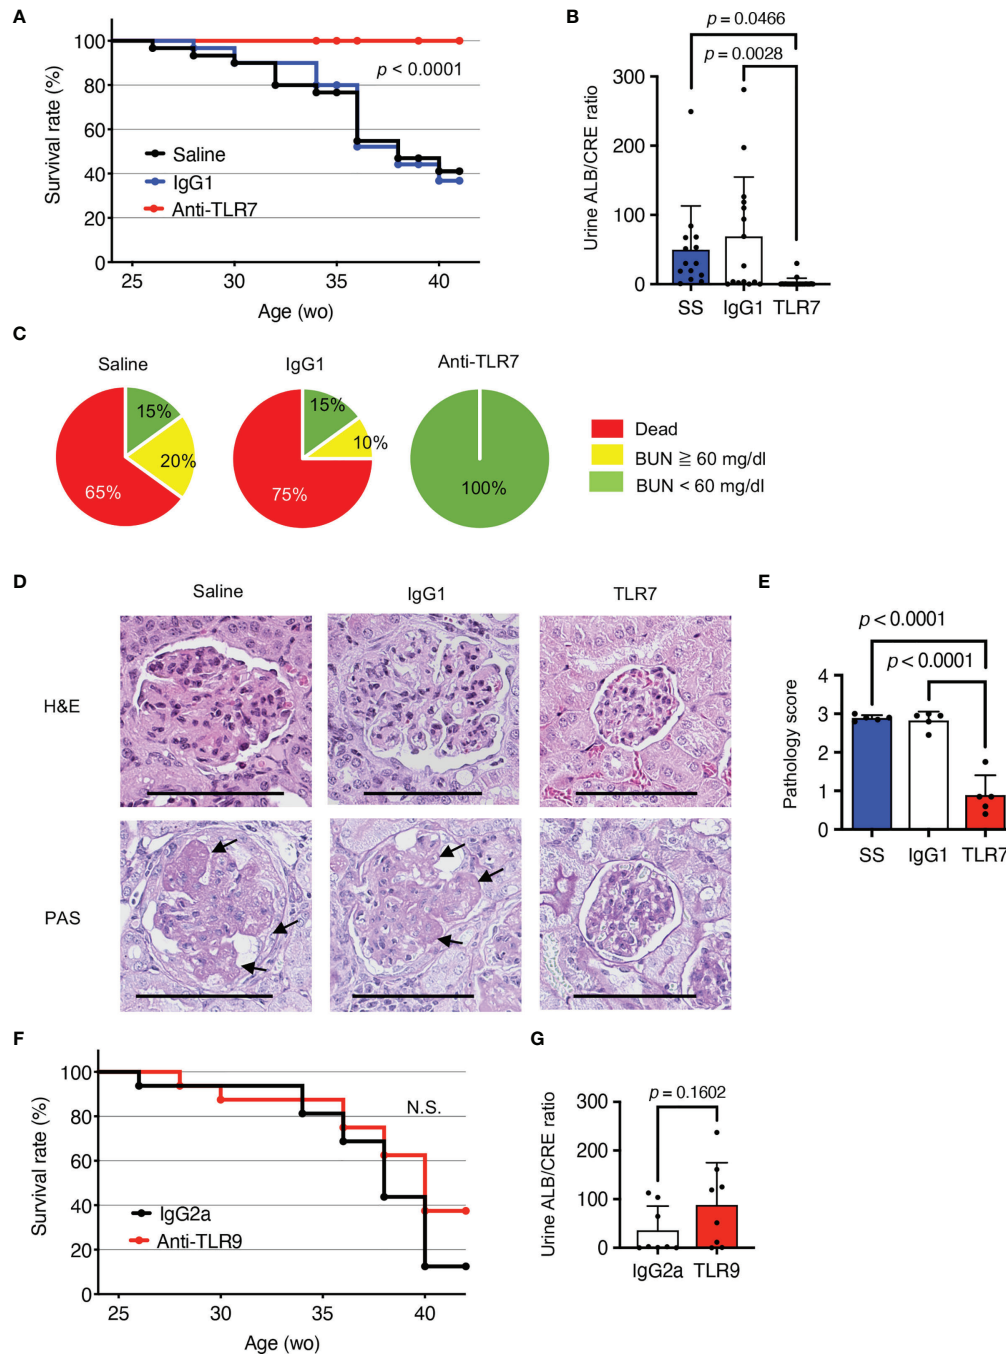 A
Survival rate (%)
100
80
60
40
20
0
p < 0.0001
Saline
IgG1
Anti-TLR7
25
30
35
40
Age (wo)
B
p = 0.0466
p = 0.0028
Urine ALB/CRE ratio
300
200
100
0
SS
IgG1
TLR7
C
Saline
IgG1
Anti-TLR7
15%
20%
65%
15%
10%
75%
100%
Dead
BUN ≧ 60 mg/dl
BUN < 60 mg/dl
D
Saline
IgG1
TLR7
H&E
PAS
E
p < 0.0001
p < 0.0001
Pathology score
4
3
2
1
0
SS
IgG1
TLR7
F
Survival rate (%)
100
80
60
40
20
0
N.S.
IgG2a
Anti-TLR9
25
30
35
40
Age (wo)
G
p = 0.1602
Urine ALB/CRE ratio
300
200
100
0
IgG2a
TLR9